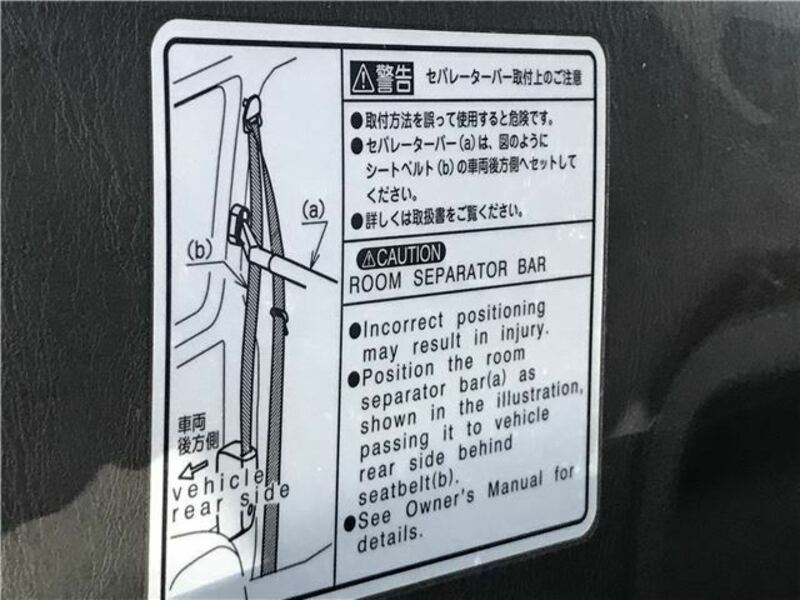 警告 セパレーターバー取付上のご注意
●取付方法を誤って使用すると危険です。
●セパレーターバー(a)は、図のように
シートベルト(b)の車両後方側へセットして
ください。
●詳しくは取扱書をご覧ください。
CAUTION
ROOM SEPARATOR BAR
●Incorrect positioning
may result in injury.
●Position the room
separator bar(a) as
shown in the illustration,
passing it to vehicle
rear side behind
seatbelt(b).
●See Owner's Manual for
details.
(a)
(b)
車両
後方側
vehicle
rear side